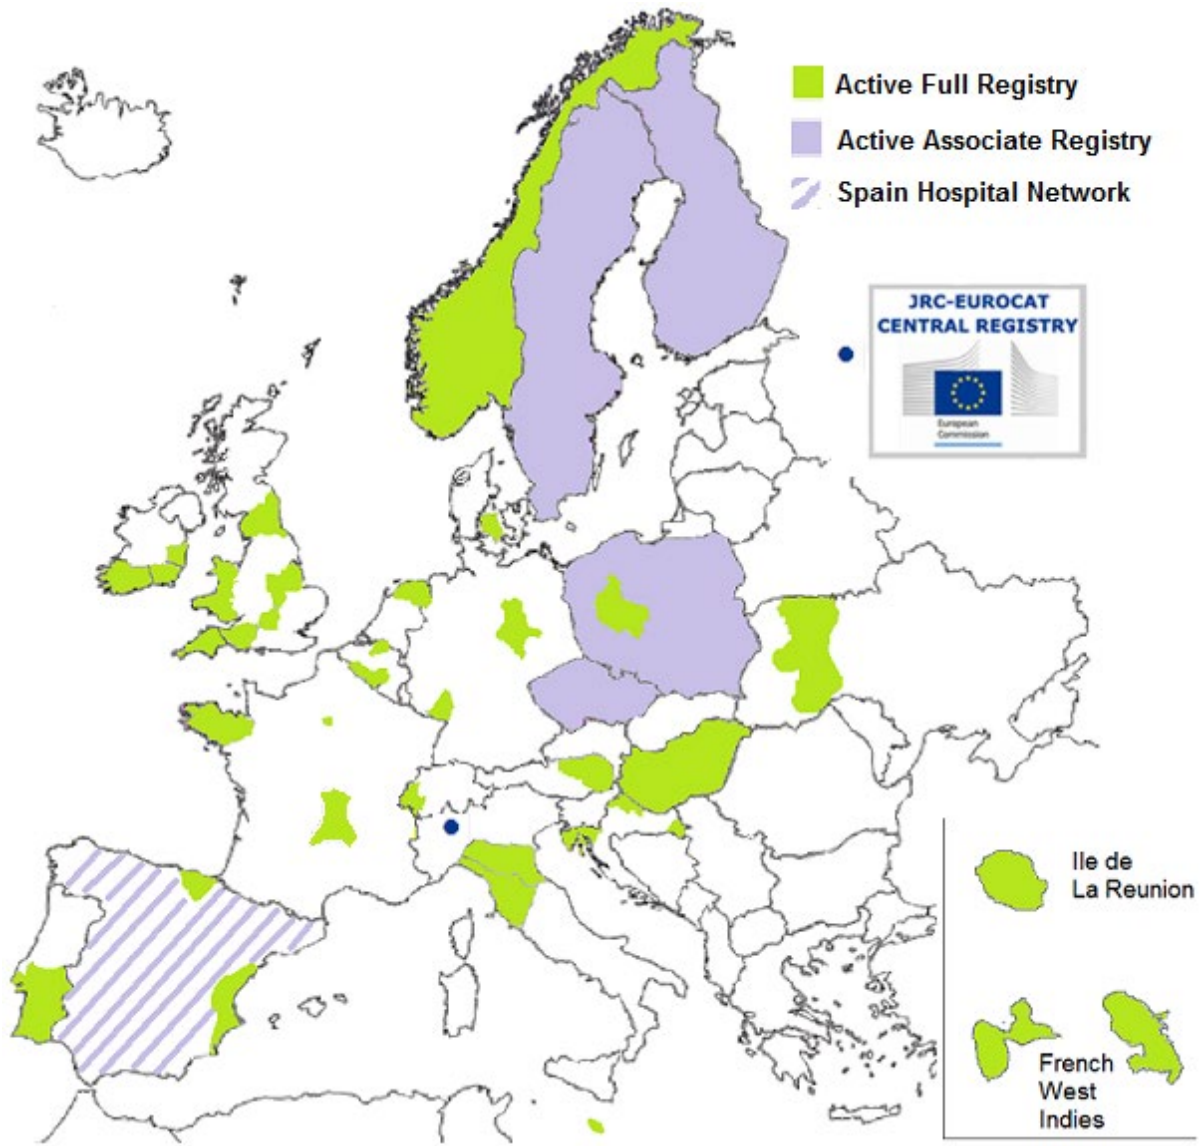 Active Full Registry
Active Associate Registry
Spain Hospital Network
JRC-EUROCAT
CENTRAL REGISTRY
European
Commission
Ile de
La Reunion
French
West
Indies